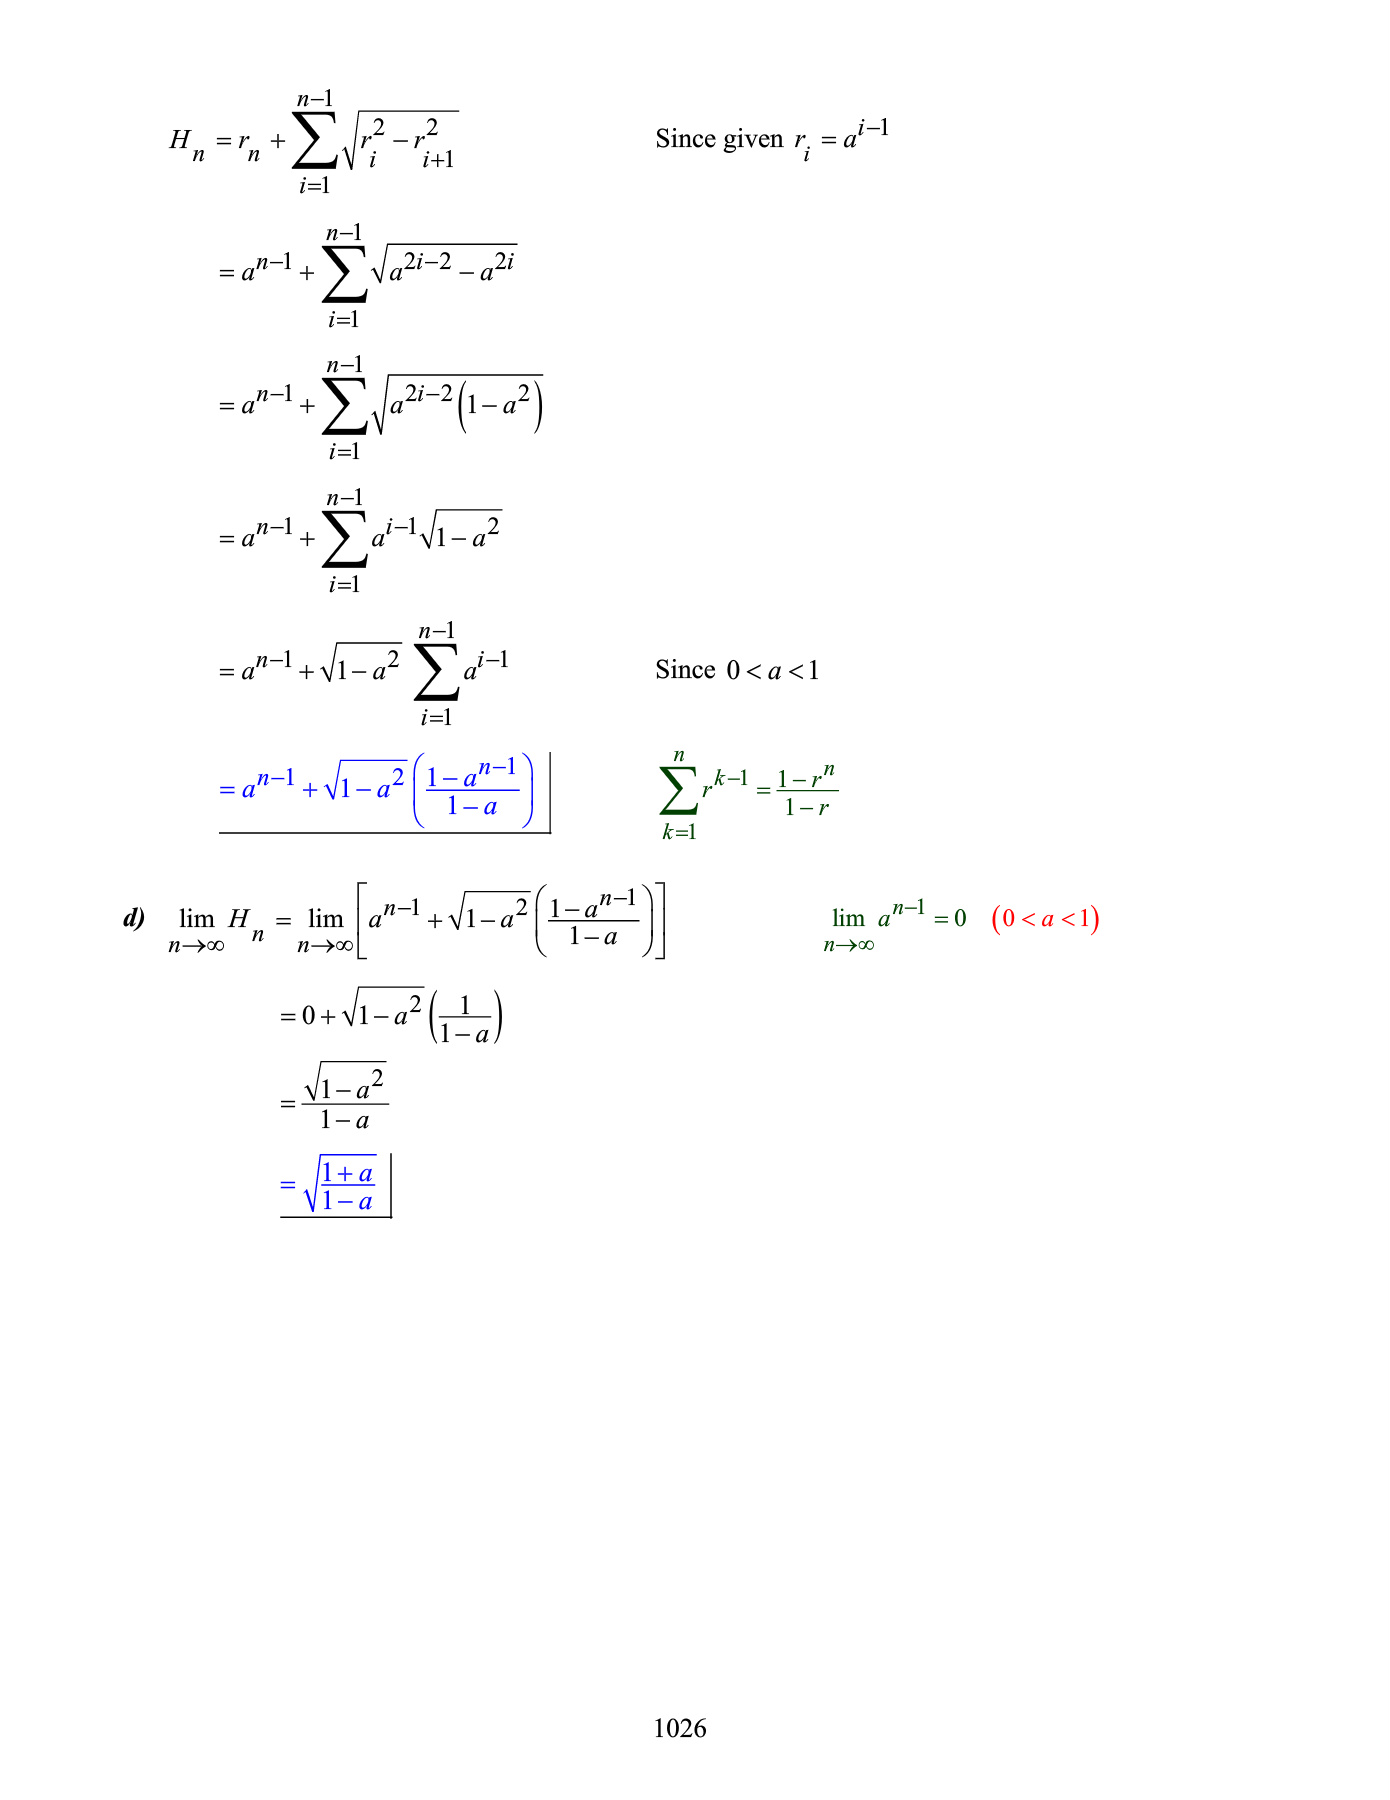 $H_n = r_n + \sum_{i=1}^{n-1} \sqrt{r_i^2 - r_{i+1}^2}$ Since given $r_i = a^{i-1}$
$= a^{n-1} + \sum_{i=1}^{n-1} \sqrt{a^{2i-2} - a^{2i}}$
$= a^{n-1} + \sum_{i=1}^{n-1} \sqrt{a^{2i-2}\left(1 - a^2\right)}$
$= a^{n-1} + \sum_{i=1}^{n-1} a^{i-1}\sqrt{1 - a^2}$
$= a^{n-1} + \sqrt{1 - a^2} \sum_{i=1}^{n-1} a^{i-1}$ Since $0 < a < 1$
$= a^{n-1} + \sqrt{1 - a^2}\left(\frac{1 - a^{n-1}}{1 - a}\right)$ $\sum_{k=1}^{n} r^{k-1} = \frac{1 - r^n}{1 - r}$
d) $\lim_{n \to \infty} H_n = \lim_{n \to \infty}\left[a^{n-1} + \sqrt{1 - a^2}\left(\frac{1 - a^{n-1}}{1 - a}\right)\right]$ $\lim_{n \to \infty} a^{n-1} = 0$ $(0 < a < 1)$
$= 0 + \sqrt{1 - a^2}\left(\frac{1}{1 - a}\right)$
$= \frac{\sqrt{1 - a^2}}{1 - a}$
$= \sqrt{\frac{1 + a}{1 - a}}$
1026